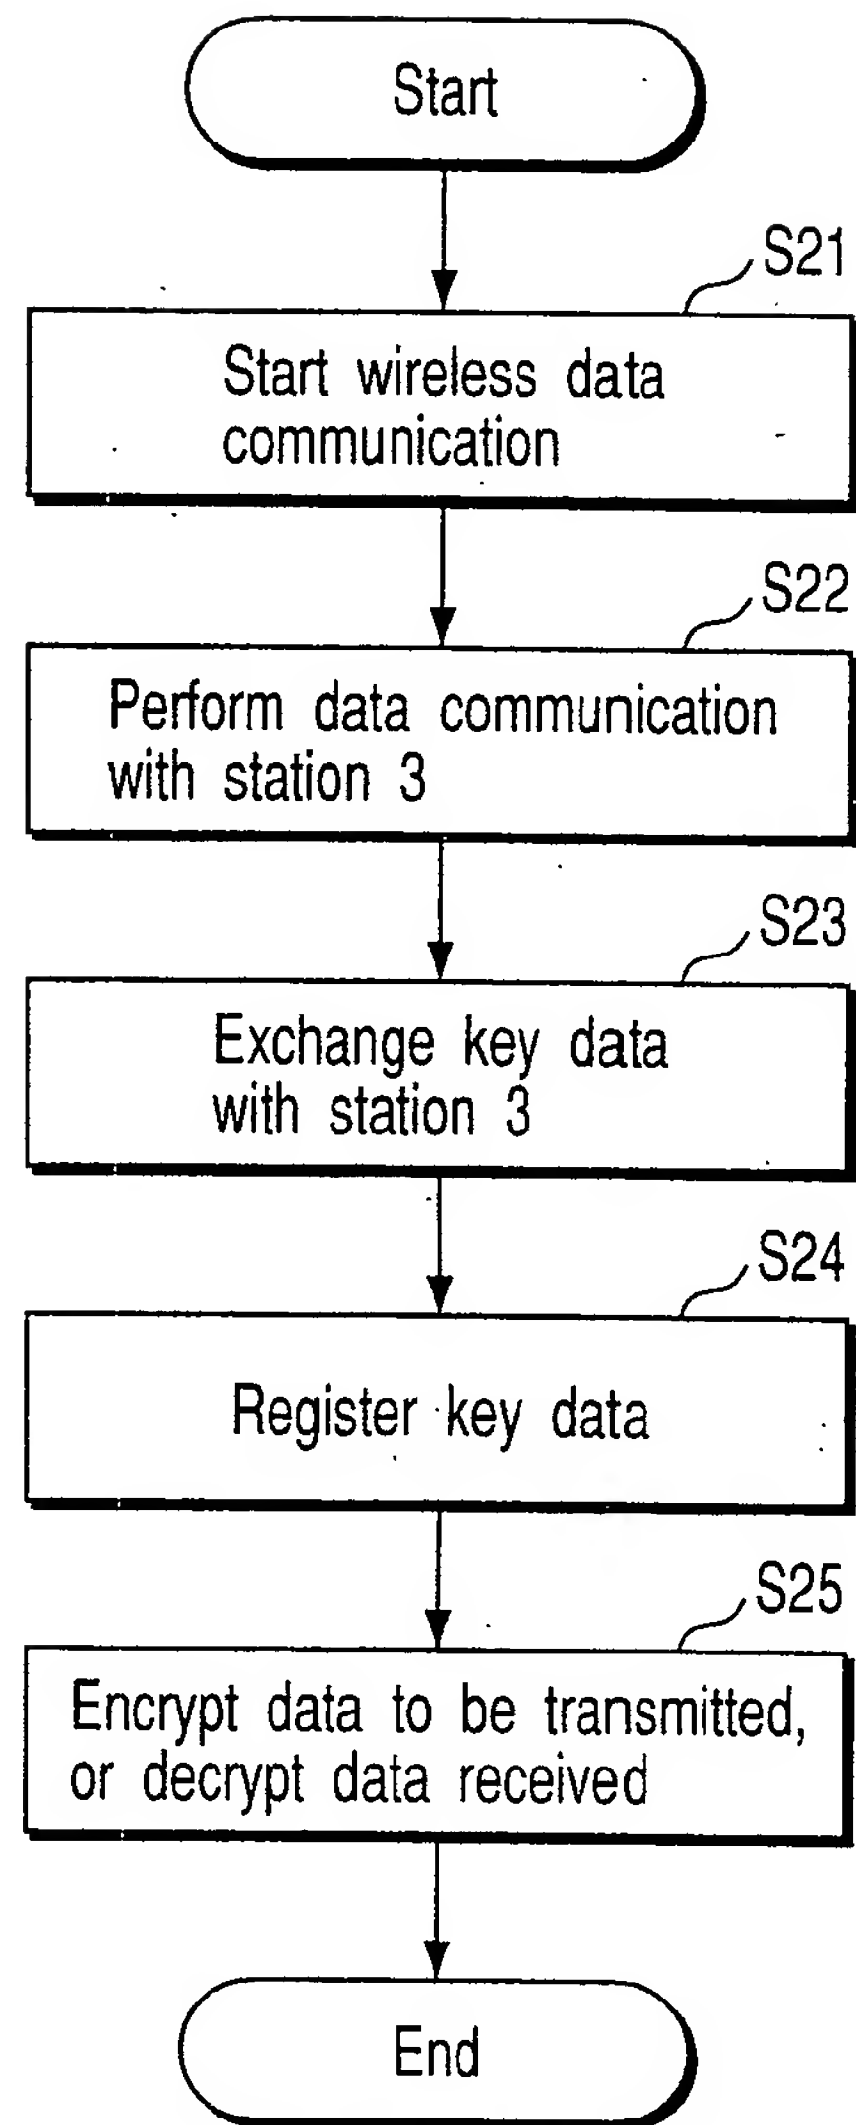 Start
S21
Start wireless data
communication
S22
Perform data communication
with station 3
S23
Exchange key data
with station 3
S24
Register key data
S25
Encrypt data to be transmitted,
or decrypt data received
End